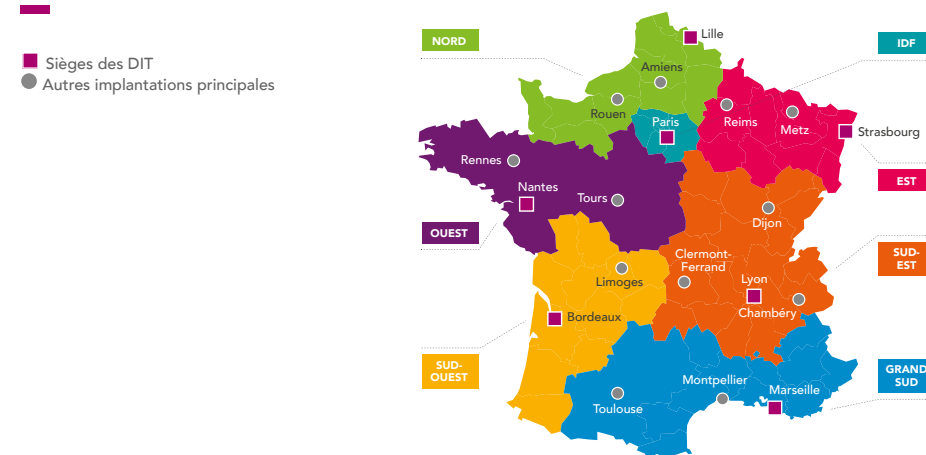 Sièges des DIT
Autres implantations principales
NORD
Lille
IDF
Amiens
Rouen
Paris
Reims
Metz
Strasbourg
Rennes
Nantes
Tours
EST
OUEST
Dijon
Clermont-
Ferrand
SUD-
EST
Limoges
Lyon
Chambéry
Bordeaux
SUD-
OUEST
Montpellier
Marseille
GRAND
SUD
Toulouse